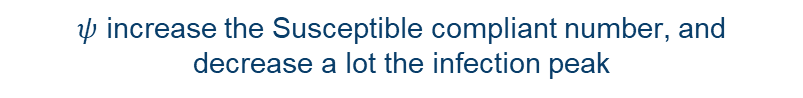 ψ increase the Susceptible compliant number, and
decrease a lot the infection peak